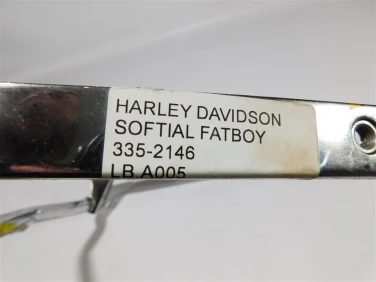 HARLEY DAVIDSON
SOFTIAL FATBOY
335-2146
LB.A005